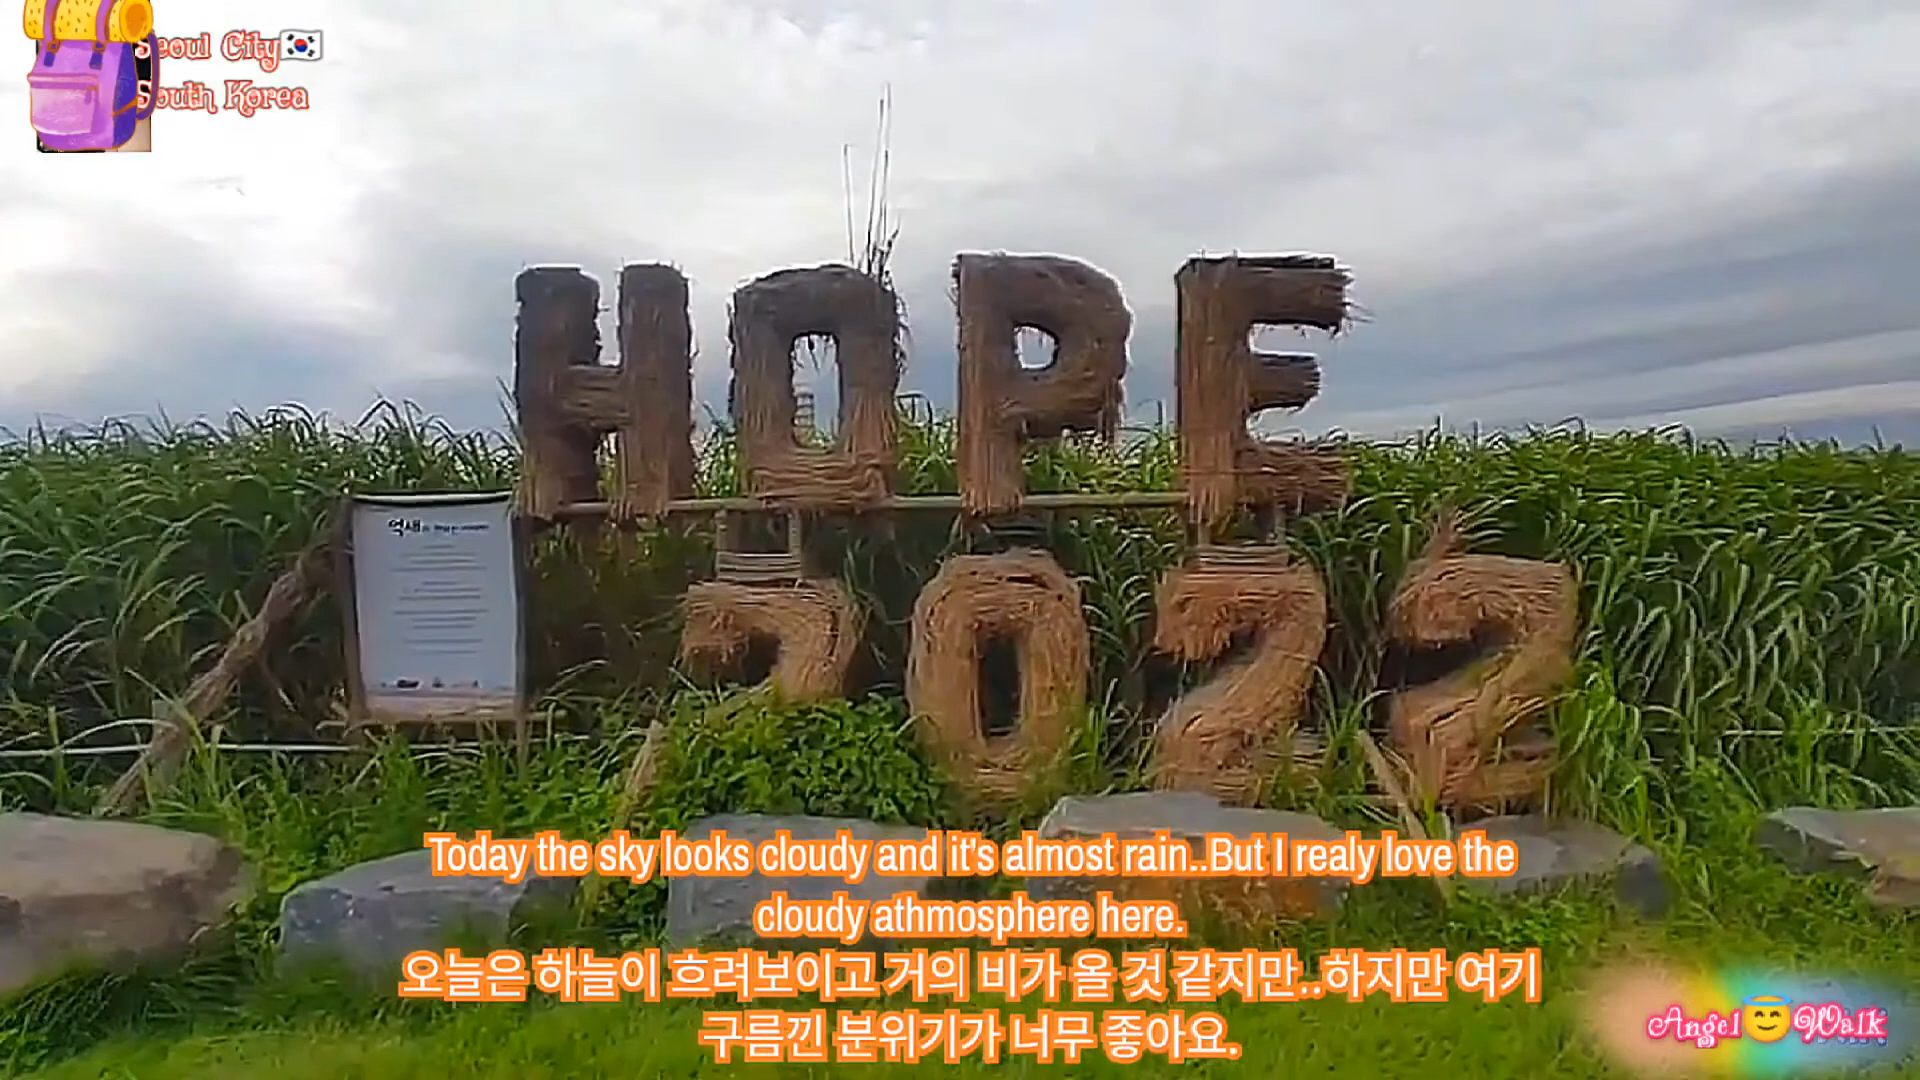 Seoul City🇰🇷
South Korea
HOPE
억새
2022
Today the sky looks cloudy and it's almost rain..But I realy love the
cloudy athmosphere here.
오늘은 하늘이 흐려보이고 거의 비가 올 것 같지만..하지만 여기
구름낀 분위기가 너무 좋아요.
Angel😇Walk